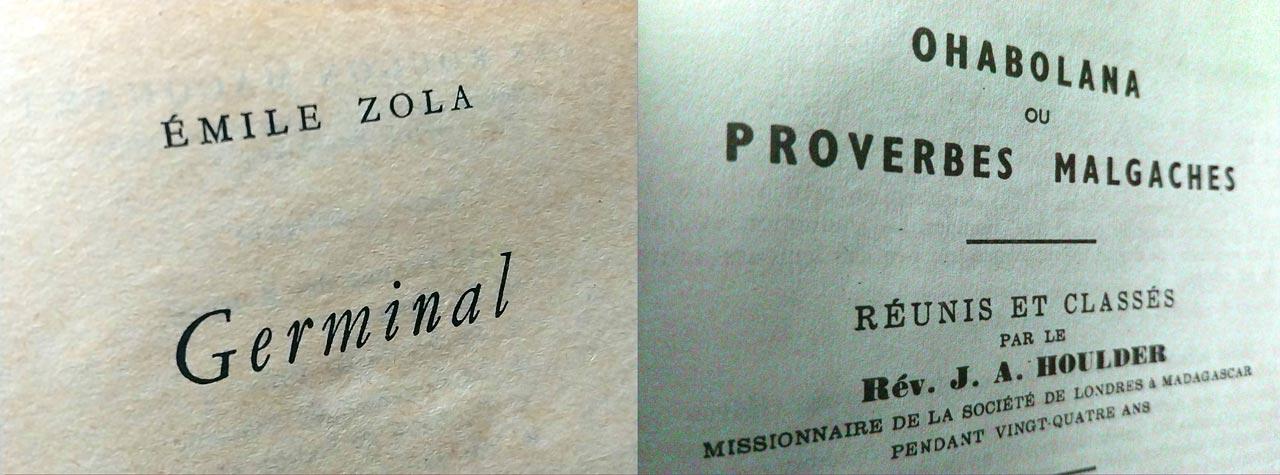 ÉMILE ZOLA
Germinal
OHABOLANA
OU
PROVERBES MALGACHES
RÉUNIS ET CLASSÉS
PAR LE
Rév. J. A. HOULDER
MISSIONNAIRE DE LA SOCIÉTÉ DE LONDRES à MADAGASCAR
PENDANT VINGT-QUATRE ANS